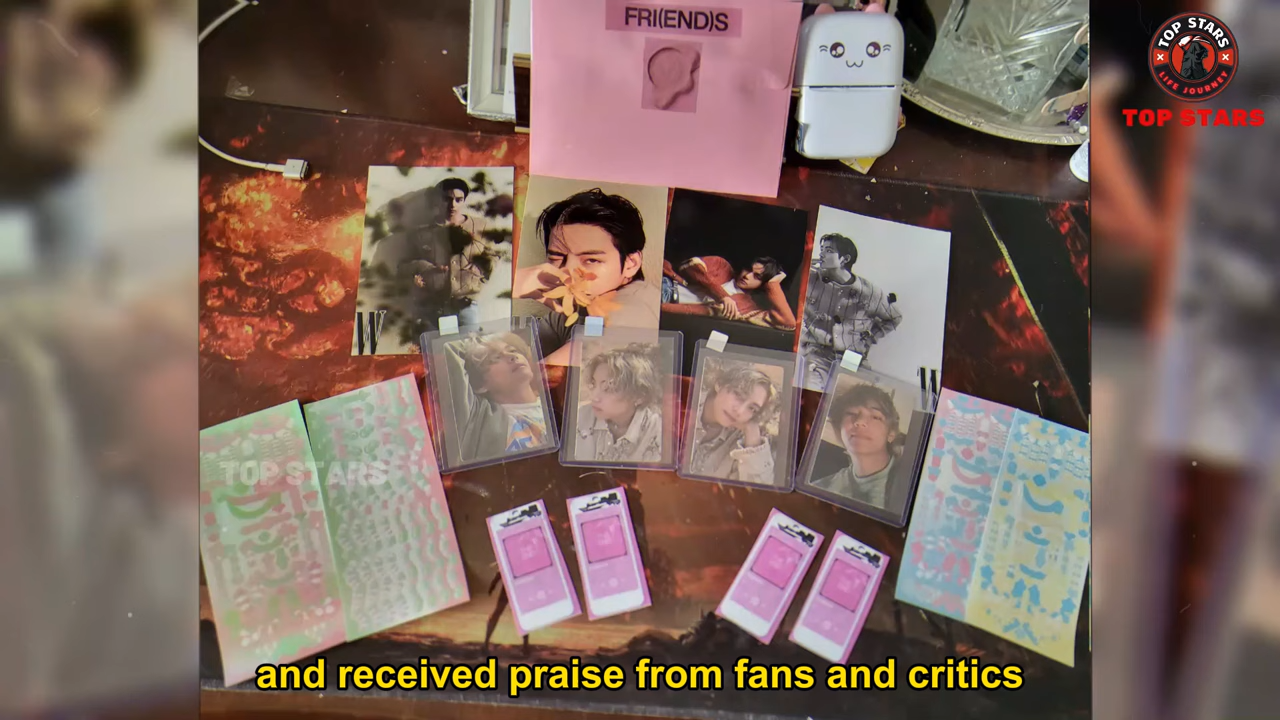 FRI(END)S
TOP STARS
LIFE JOURNEY
TOP STARS
W
W
TOP STARS
and received praise from fans and critics